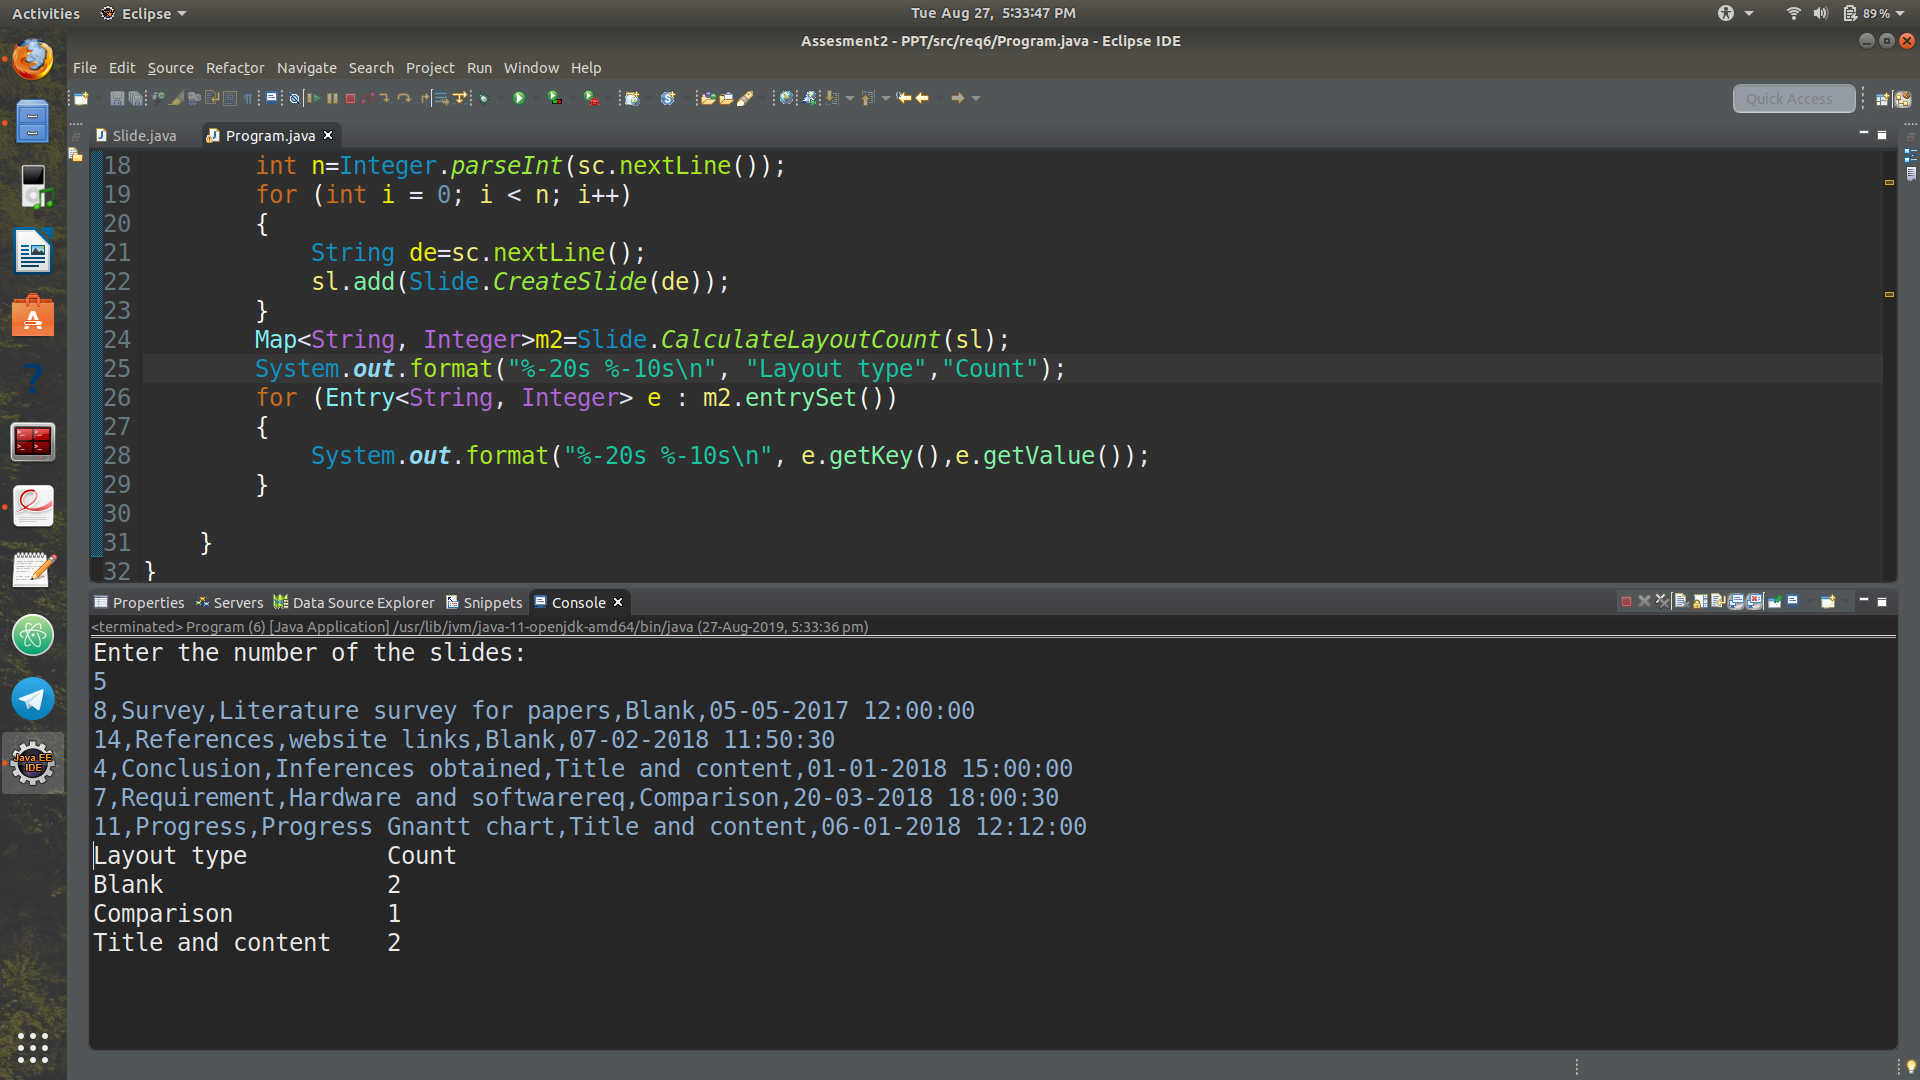 Activities Eclipse Tue Aug 27, 5:33:47 PM 89 %
Assesment2 - PPT/src/req6/Program.java - Eclipse IDE
File Edit Source Refactor Navigate Search Project Run Window Help
Quick Access
Slide.java Program.java
18 int n=Integer.parseInt(sc.nextLine());
19 for (int i = 0; i < n; i++)
20 {
21 String de=sc.nextLine();
22 sl.add(Slide.CreateSlide(de));
23 }
24 Map<String, Integer>m2=Slide.CalculateLayoutCount(sl);
25 System.out.format("%-20s %-10s\n", "Layout type","Count");
26 for (Entry<String, Integer> e : m2.entrySet())
27 {
28 System.out.format("%-20s %-10s\n", e.getKey(),e.getValue());
29 }
30
31 }
32 }
Properties Servers Data Source Explorer Snippets Console
<terminated> Program (6) [Java Application] /usr/lib/jvm/java-11-openjdk-amd64/bin/java (27-Aug-2019, 5:33:36 pm)
Enter the number of the slides:
5
8,Survey,Literature survey for papers,Blank,05-05-2017 12:00:00
14,References,website links,Blank,07-02-2018 11:50:30
4,Conclusion,Inferences obtained,Title and content,01-01-2018 15:00:00
7,Requirement,Hardware and softwarereq,Comparison,20-03-2018 18:00:30
11,Progress,Progress Gnantt chart,Title and content,06-01-2018 12:12:00
Layout type Count
Blank 2
Comparison 1
Title and content 2
Java EE
IDE